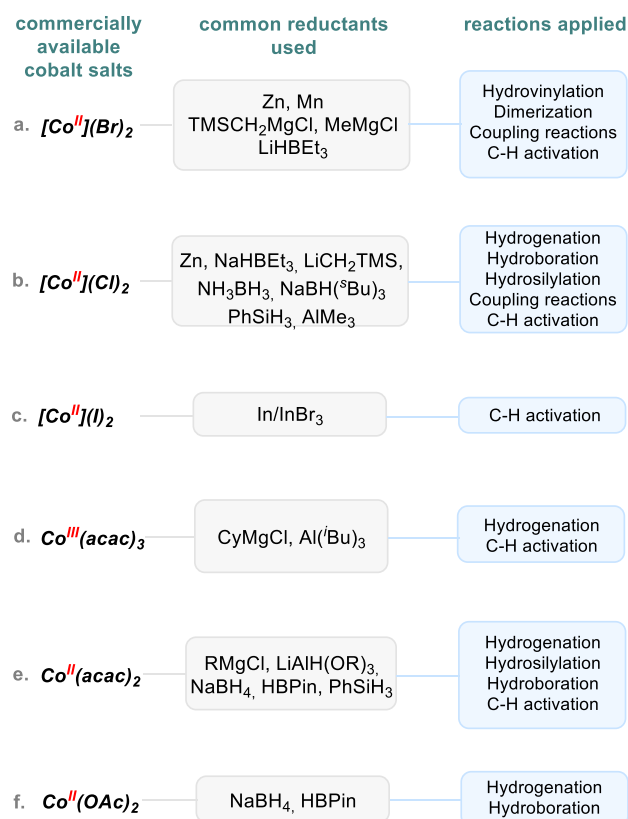 commercially available cobalt salts
common reductants used
reactions applied
a. [Coᴵᴵ](Br)₂
Zn, Mn
TMSCH₂MgCl, MeMgCl
LiHBEt₃
Hydrovinylation
Dimerization
Coupling reactions
C-H activation
b. [Coᴵᴵ](Cl)₂
Zn, NaHBEt₃, LiCH₂TMS,
NH₃BH₃, NaBH(ˢBu)₃
PhSiH₃, AlMe₃
Hydrogenation
Hydroboration
Hydrosilylation
Coupling reactions
C-H activation
c. [Coᴵᴵ](I)₂
In/InBr₃
C-H activation
d. Coᴵᴵᴵ(acac)₃
CyMgCl, Al(ⁱBu)₃
Hydrogenation
C-H activation
e. Coᴵᴵ(acac)₂
RMgCl, LiAlH(OR)₃,
NaBH₄, HBPin, PhSiH₃
Hydrogenation
Hydrosilylation
Hydroboration
C-H activation
f. Coᴵᴵ(OAc)₂
NaBH₄, HBPin
Hydrogenation
Hydroboration